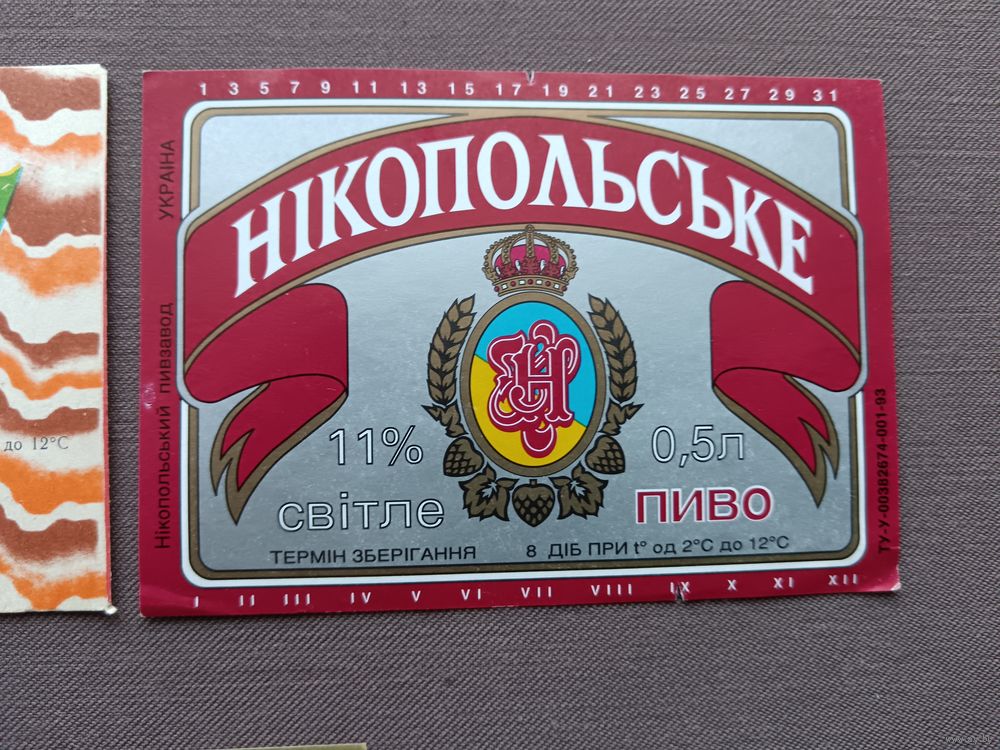 1 3 5 7 9 11 13 15 17 19 21 23 25 27 29 31
НІКОПОЛЬСЬКЕ
Нікопольський пивзавод УКРАЇНА
11% 0,5л
світле пиво
ТЕРМІН ЗБЕРІГАННЯ 8 ДІБ ПРИ t° од 2°С до 12°С
I II III IV V VI VII VIII IX X XI XII
ТУ-У-00382674-001-93
до 12°С